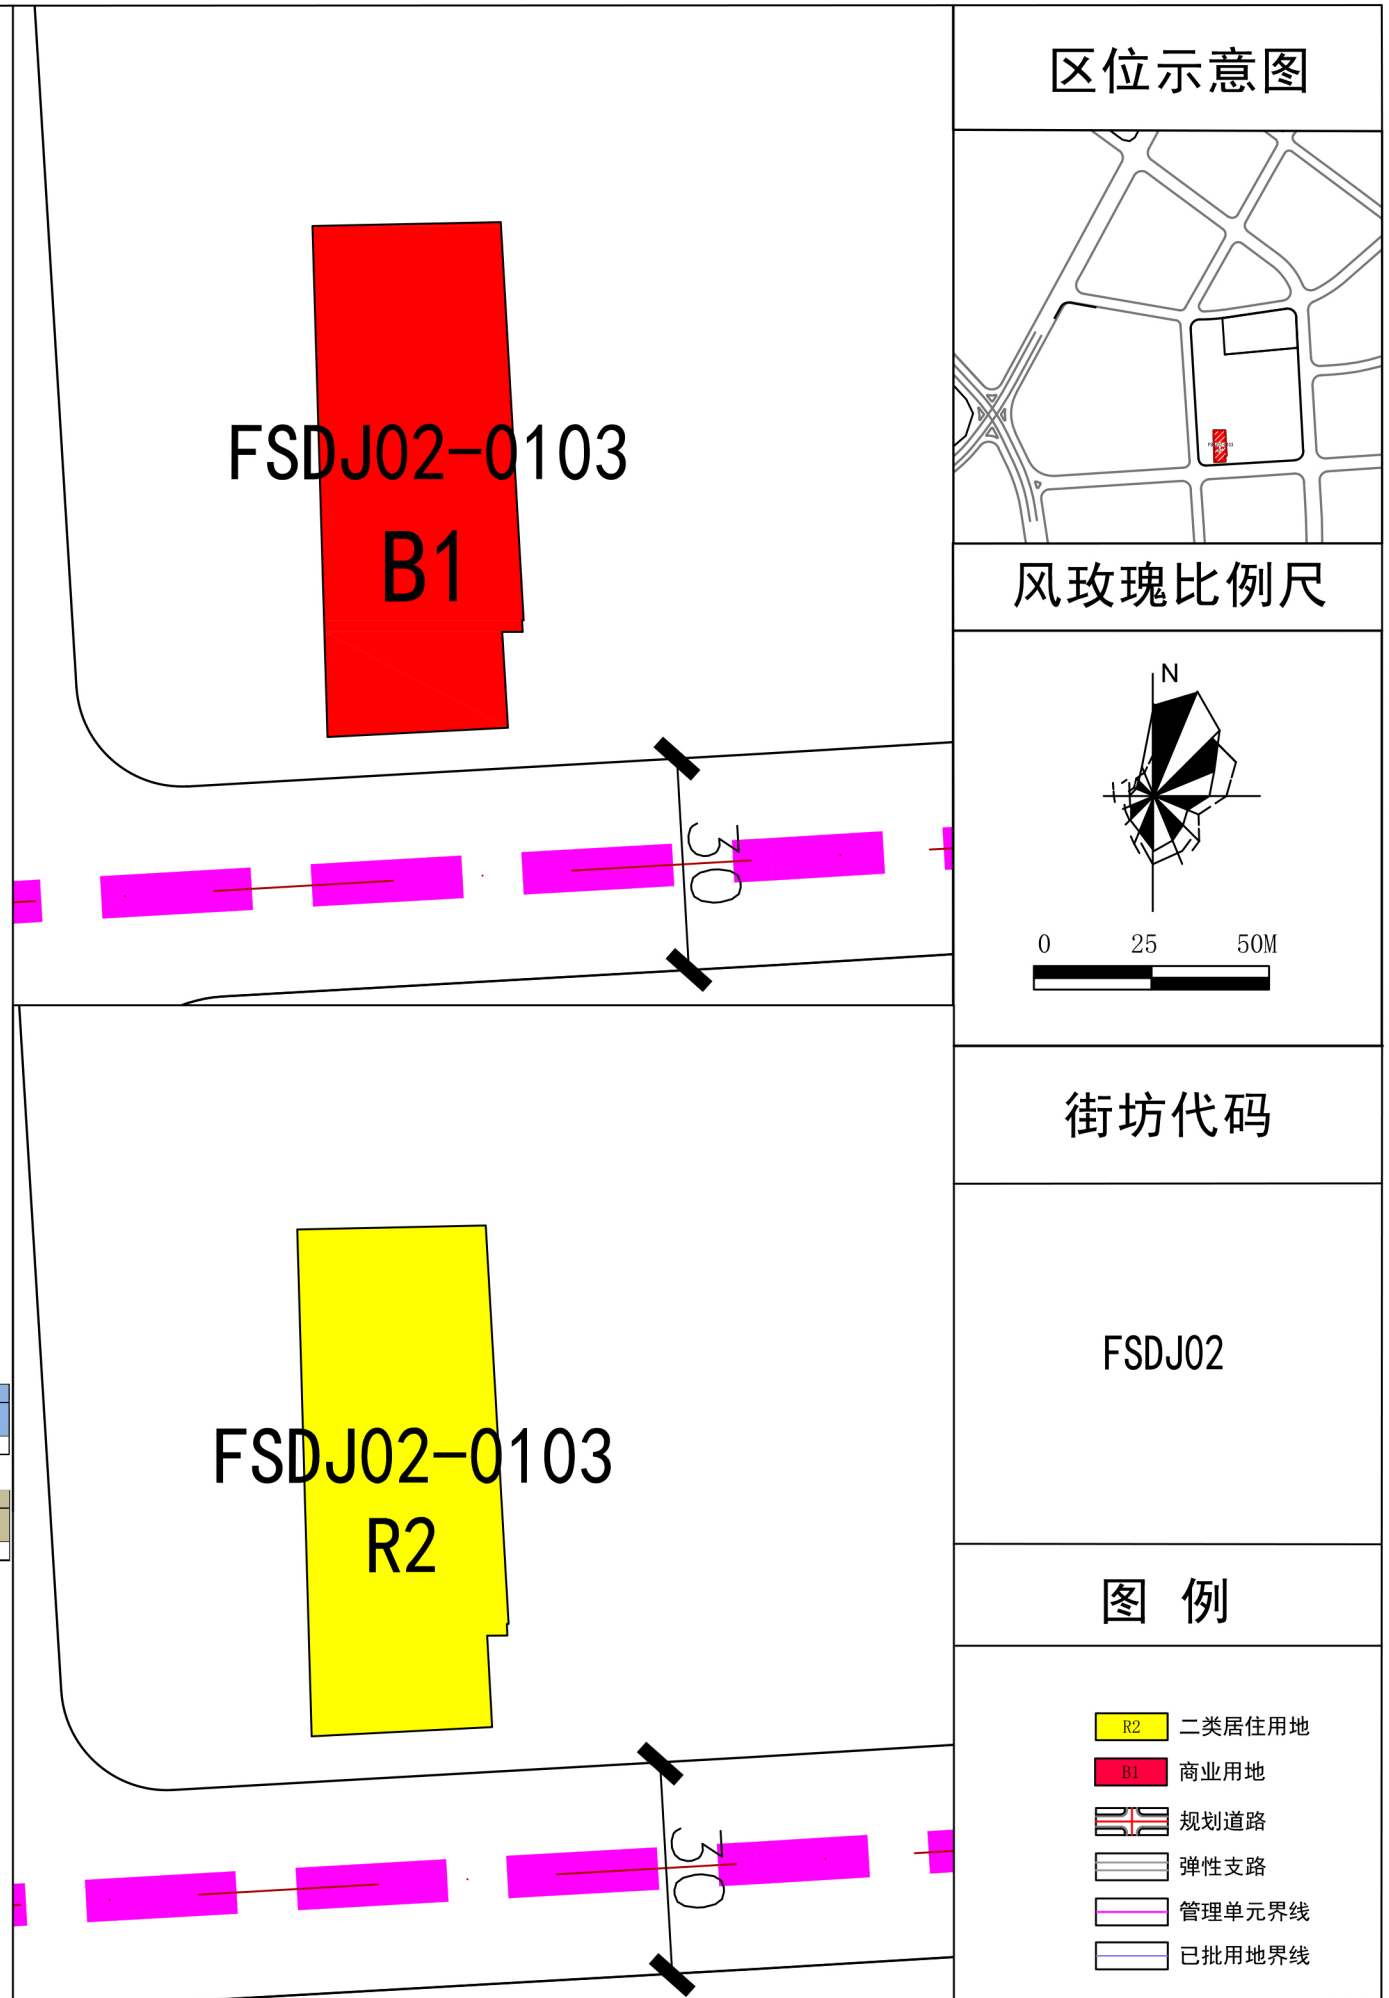 FSDJ02-0103
B1
30
FSDJ02-0103
R2
30
区位示意图
风玫瑰比例尺
N
0 25 50M
街坊代码
FSDJ02
图 例
R2 二类居住用地
B1 商业用地
规划道路
弹性支路
管理单元界线
已批用地界线